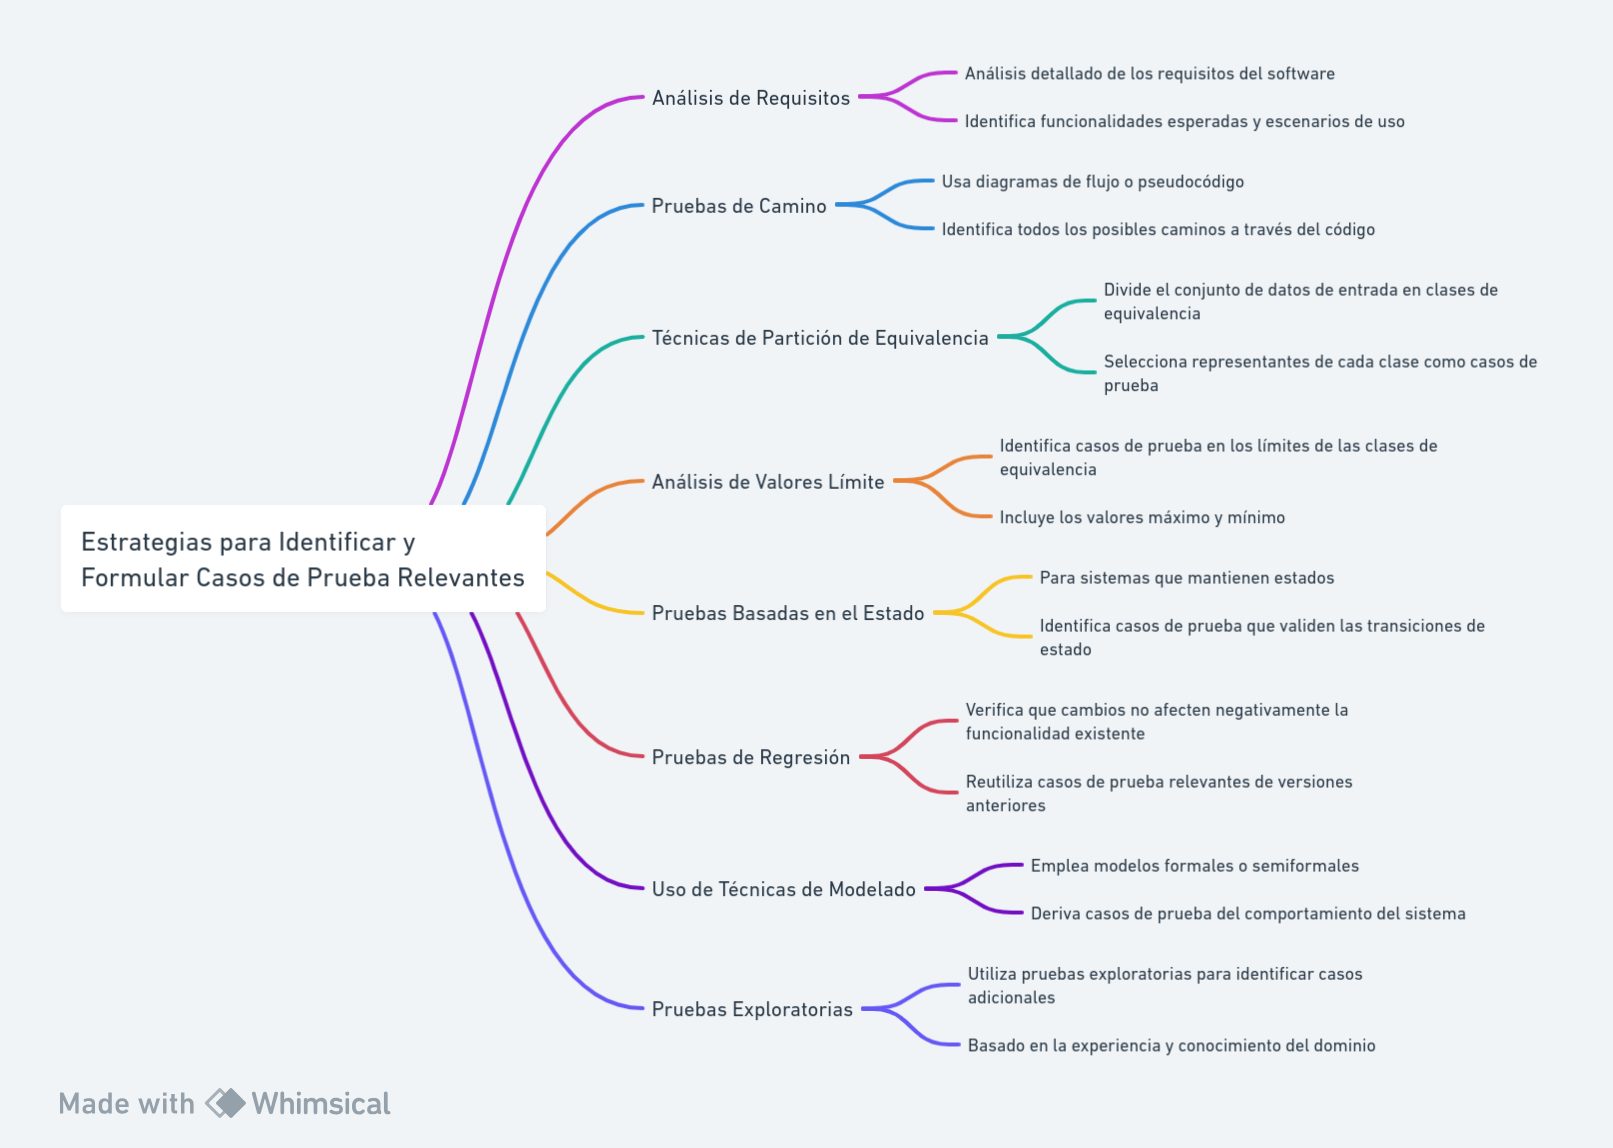 Estrategias para Identificar y
Formular Casos de Prueba Relevantes
Análisis de Requisitos
Análisis detallado de los requisitos del software
Identifica funcionalidades esperadas y escenarios de uso
Pruebas de Camino
Usa diagramas de flujo o pseudocódigo
Identifica todos los posibles caminos a través del código
Técnicas de Partición de Equivalencia
Divide el conjunto de datos de entrada en clases de
equivalencia
Selecciona representantes de cada clase como casos de
prueba
Análisis de Valores Límite
Identifica casos de prueba en los límites de las clases de
equivalencia
Incluye los valores máximo y mínimo
Pruebas Basadas en el Estado
Para sistemas que mantienen estados
Identifica casos de prueba que validen las transiciones de
estado
Pruebas de Regresión
Verifica que cambios no afecten negativamente la
funcionalidad existente
Reutiliza casos de prueba relevantes de versiones
anteriores
Uso de Técnicas de Modelado
Emplea modelos formales o semiformales
Deriva casos de prueba del comportamiento del sistema
Pruebas Exploratorias
Utiliza pruebas exploratorias para identificar casos
adicionales
Basado en la experiencia y conocimiento del dominio
Made with Whimsical